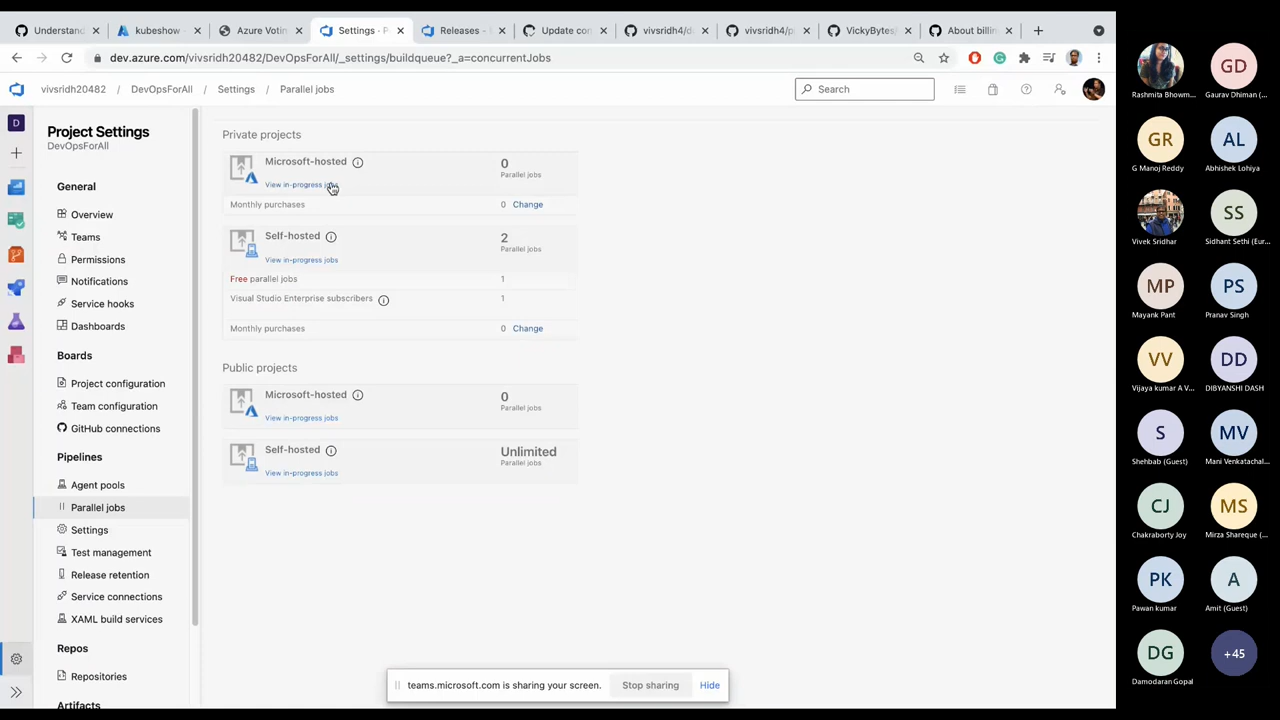 Understand
kubeshow
Azure Votin
Settings · P
Releases -
Update con
vivsridh4/d
vivsridh4/p
VickyBytes/
About billin
dev.azure.com/vivsridh20482/DevOpsForAll/_settings/buildqueue?_a=concurrentJobs
vivsridh20482 / DevOpsForAll / Settings / Parallel jobs
Search
D
Project Settings
DevOpsForAll
General
Overview
Teams
Permissions
Notifications
Service hooks
Dashboards
Boards
Project configuration
Team configuration
GitHub connections
Pipelines
Agent pools
Parallel jobs
Settings
Test management
Release retention
Service connections
XAML build services
Repos
Repositories
Artifacts
Private projects
Microsoft-hosted
0
Parallel jobs
View in-progress jobs
Monthly purchases 0 Change
Self-hosted
2
Parallel jobs
View in-progress jobs
Free parallel jobs 1
Visual Studio Enterprise subscribers 1
Monthly purchases 0 Change
Public projects
Microsoft-hosted
0
Parallel jobs
View in-progress jobs
Self-hosted
Unlimited
Parallel jobs
View in-progress jobs
teams.microsoft.com is sharing your screen.
Stop sharing
Hide
Rashmita Bhowm...
GD
Gaurav Dhiman (...
GR
G Manoj Reddy
AL
Abhishek Lohiya
Vivek Sridhar
SS
Sidhant Sethi (Eur...
MP
Mayank Pant
PS
Pranav Singh
VV
Vijaya kumar A V...
DD
DIBYANSHI DASH
S
Shehbab (Guest)
MV
Mani Venkatachal...
CJ
Chakraborty Joy
MS
Mirza Shareque (...
PK
Pawan kumar
A
Amit (Guest)
DG
Damodaran Gopal
+45